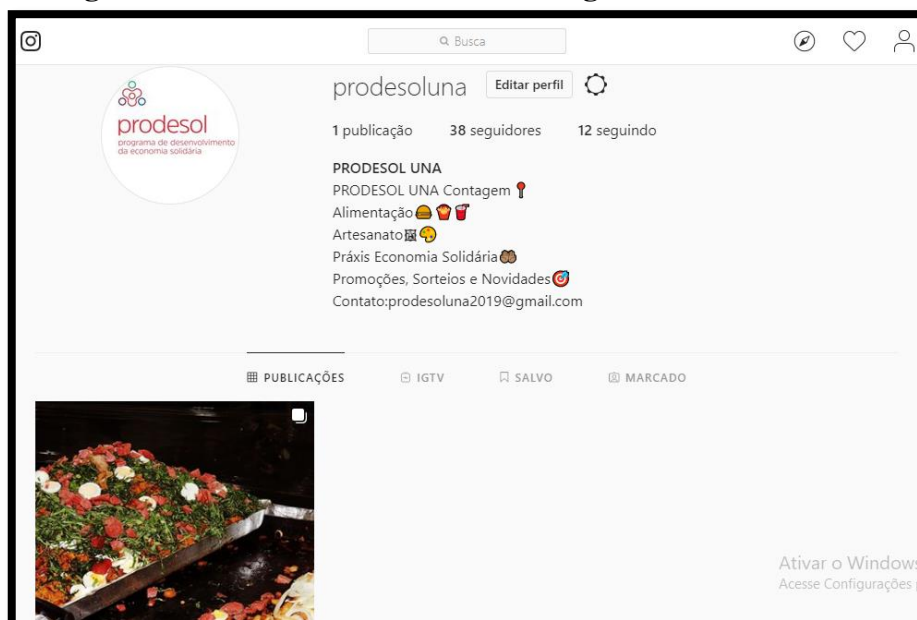 Busca
prodesol
programa de desenvolvimento
da economia solidária
prodesoluna Editar perfil
1 publicação 38 seguidores 12 seguindo
PRODESOL UNA
PRODESOL UNA Contagem📍
Alimentação🍔🍟🥤
Artesanato🖼🎨
Práxis Economia Solidária🤲🏾
Promoções, Sorteios e Novidades🎯
Contato:prodesoluna2019@gmail.com
PUBLICAÇÕES IGTV SALVO MARCADO
Ativar o Windows
Acesse Configurações